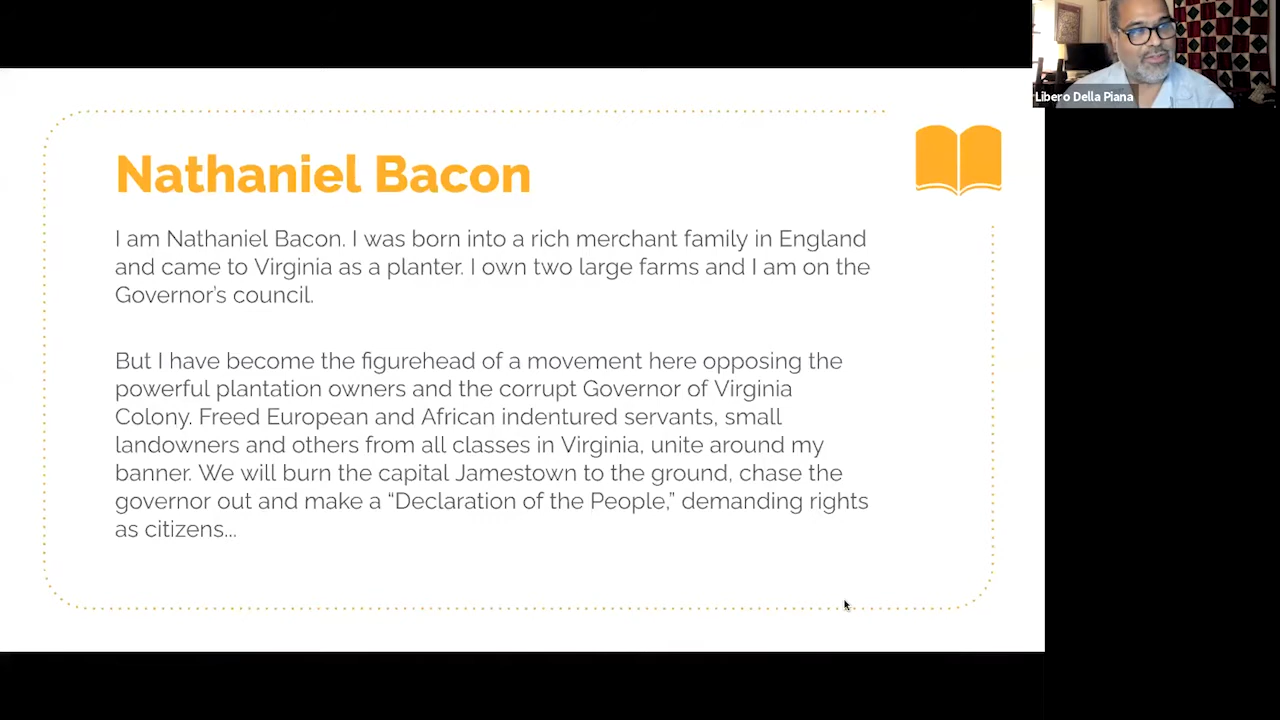 Libero Della Piana
Nathaniel Bacon
I am Nathaniel Bacon. I was born into a rich merchant family in England
and came to Virginia as a planter. I own two large farms and I am on the
Governor's council.
But I have become the figurehead of a movement here opposing the
powerful plantation owners and the corrupt Governor of Virginia
Colony. Freed European and African indentured servants, small
landowners and others from all classes in Virginia, unite around my
banner. We will burn the capital Jamestown to the ground, chase the
governor out and make a “Declaration of the People,” demanding rights
as citizens...